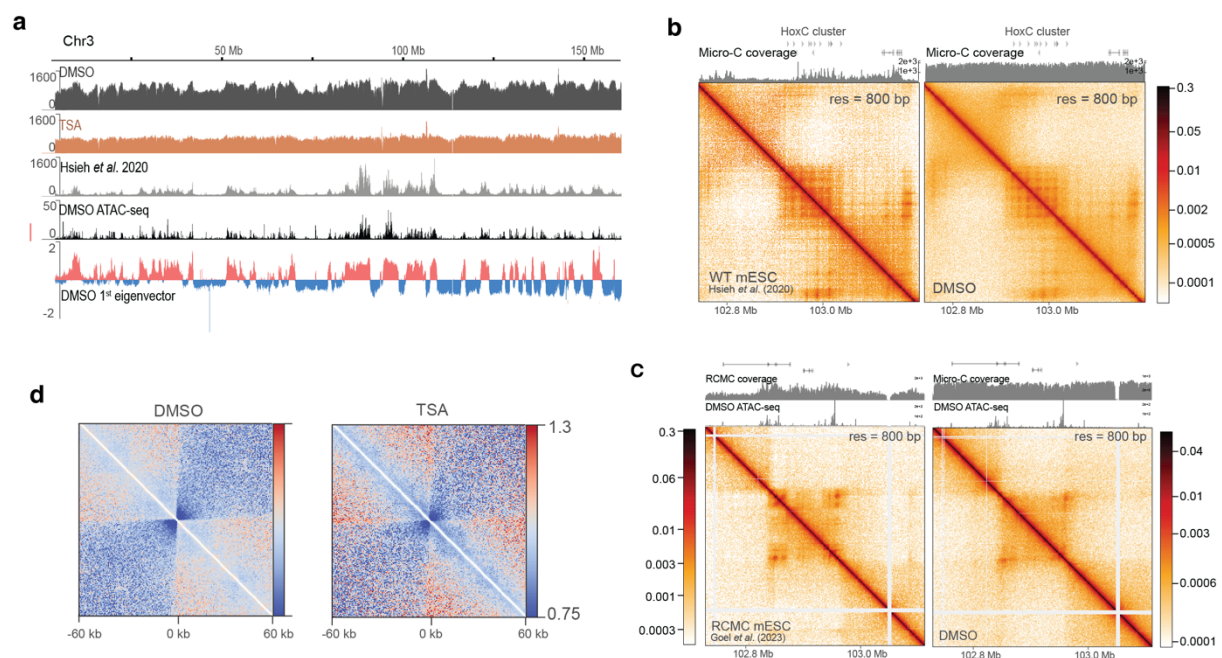 a
Chr3
50 Mb
100 Mb
150 Mb
1600
DMSO
0
1600
TSA
0
1600
Hsieh et al. 2020
0
50
DMSO ATAC-seq
0
2
DMSO 1st eigenvector
-2
b
HoxC cluster
HoxC cluster
Micro-C coverage
2e+3
1e+3
Micro-C coverage
2e+3
1e+3
res = 800 bp
res = 800 bp
0.3
0.05
0.01
0.002
0.0005
0.0001
WT mESC
Hsieh et al. (2020)
DMSO
102.8 Mb
103.0 Mb
102.8 Mb
103.0 Mb
c
RCMC coverage
Micro-C coverage
DMSO ATAC-seq
DMSO ATAC-seq
res = 800 bp
res = 800 bp
0.3
0.06
0.01
0.003
0.001
0.0003
0.04
0.01
0.003
0.0006
0.0001
RCMC mESC
Goel et al. (2023)
DMSO
102.8 Mb
103.0 Mb
102.8 Mb
103.0 Mb
d
DMSO
TSA
1.3
0.75
-60 kb
0 kb
60 kb
-60 kb
0 kb
60 kb